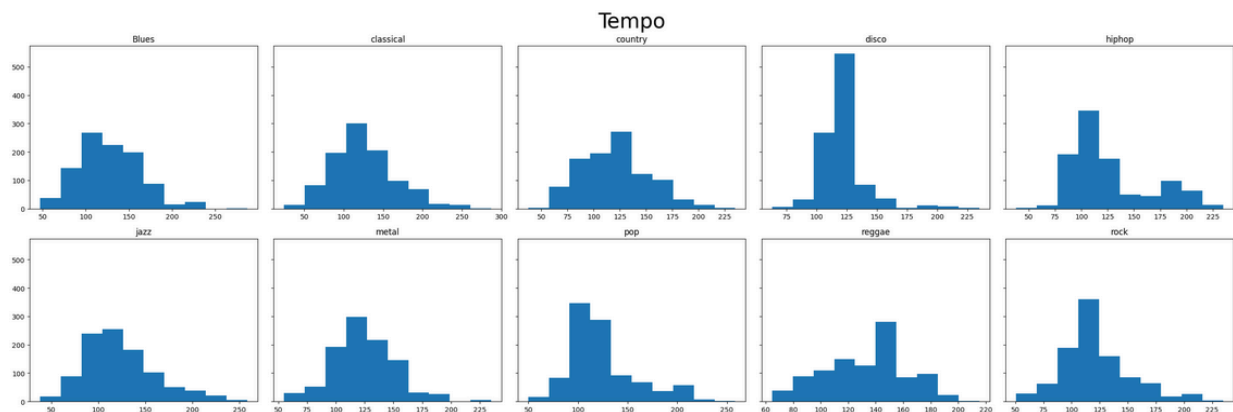 Tempo
Blues classical country disco hiphop
500
400
300
200
100
0
50 100 150 200 250 50 100 150 200 250 300 50 75 100 125 150 175 200 225 75 100 125 150 175 200 225 50 75 100 125 150 175 200 225
jazz metal pop reggae rock
500
400
300
200
100
0
50 100 150 200 250 50 75 100 125 150 175 200 225 50 100 150 200 250 60 80 100 120 140 160 180 200 220 50 75 100 125 150 175 200 225